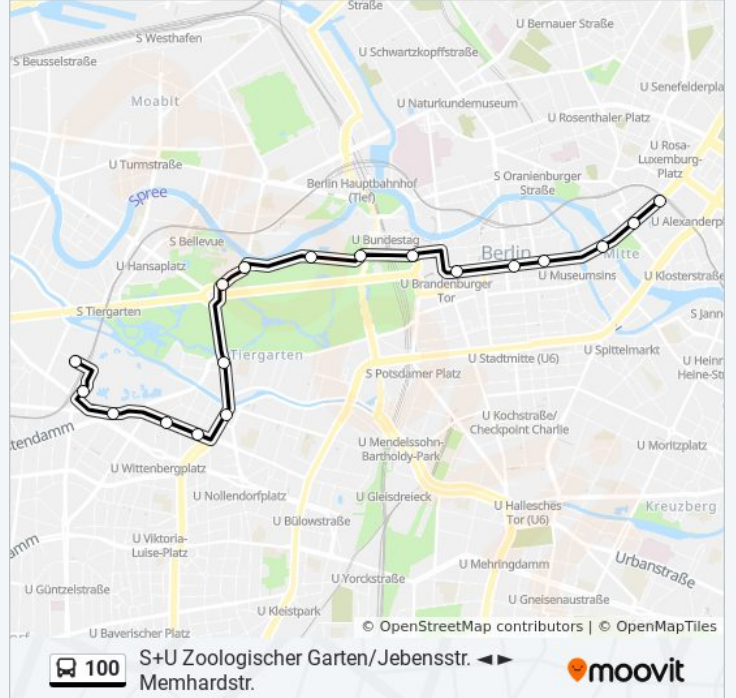 Straße
U Bernauer Straße
S Westhafen
U Schwartzkopffstraße
S Beusselstraße
U Senefelderpla
Moabit
U Naturkundemuseum
U Rosenthaler Platz
U Rosa-
Luxemburg-
Platz
U Turmstraße
S Oranienburger
Straße
Berlin Hauptbahnhof
(Tief)
Spree
U Alexanderpl
S Bellevue
U Bundestag
Berlin
Mitte
U Hansaplatz
U Museumsins
U Klosterstraße
U Brandenburger
Tor
S Tiergarten
S Jann
U Spittelmarkt
Tiergarten
U Stadtmitte (U6)
U Heinr
Heine-Str
S Potsdamer Platz
U Kochstraße/
Checkpoint Charlie
tendamm
U Mendelssohn-
Bartholdy-Park
U Moritzplatz
U Wittenbergplatz
U Nollendorfplatz
U Gleisdreieck
U Hallesches
Tor (U6)
Kreuzberg
U Bülowstraße
U Viktoria-
Luise-Platz
amm
U Mehringdamm
Urbanstraße
U Yorckstraße
U Güntzelstraße
U Gneisenaustraße
U Kleistpark
U Bayerischer Platz
© OpenStreetMap contributors | © OpenMapTiles
100
S+U Zoologischer Garten/Jebensstr. ◄►
Memhardstr.
moovit